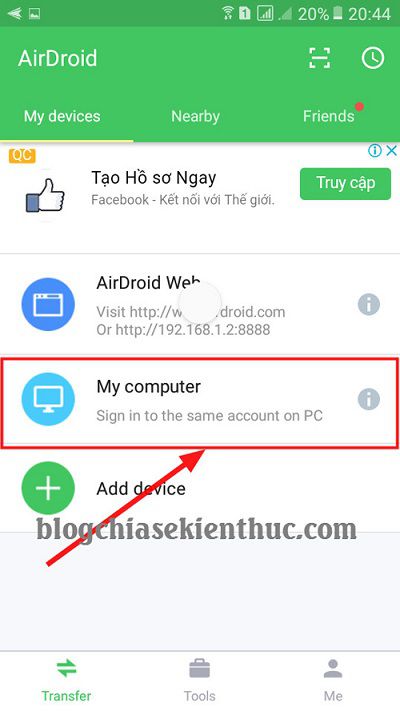 20% 20:44
AirDroid
My devices Nearby Friends
QC
Tạo Hồ sơ Ngay
Facebook - Kết nối với Thế giới.
Truy cập
AirDroid Web
Visit http://w droid.com
Or http://192.168.1.2:8888
My computer
Sign in to the same account on PC
Add device
blogchiasekienthuc.com
Transfer Tools Me